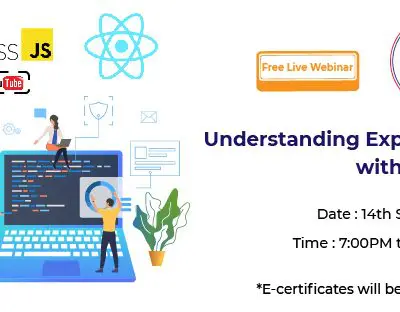 SS JS
Tube
Free Live Webinar
Understanding Exp
with
Date : 14th S
Time : 7:00PM t
*E-certificates will be